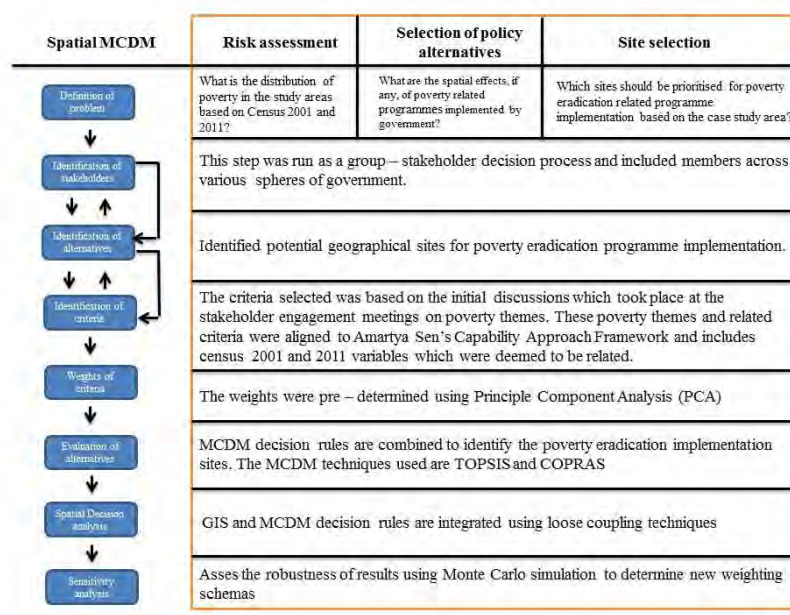 Spatial MCDM
Risk assessment
Selection of policy
alternatives
Site selection
Definition of
problem
What is the distribution of
poverty in the study areas
based on Census 2001 and
2011?
What are the spatial effects, if
any, of poverty related
programmes implemented by
government?
Which sites should be prioritised for poverty
eradication related programme
implementation based on the case study area?
Identification of
stakeholders
This step was run as a group – stakeholder decision process and included members across
various spheres of government.
Identification of
alternatives
Identified potential geographical sites for poverty eradication programme implementation.
Identification of
criteria
The criteria selected was based on the initial discussions which took place at the
stakeholder engagement meetings on poverty themes. These poverty themes and related
criteria were aligned to Amartya Sen's Capability Approach Framework and includes
census 2001 and 2011 variables which were deemed to be related.
Weights of
criteria
The weights were pre – determined using Principle Component Analysis (PCA)
Evaluation of
alternatives
MCDM decision rules are combined to identify the poverty eradication implementation
sites. The MCDM techniques used are TOPSIS and COPRAS
Spatial Decision
analysis
GIS and MCDM decision rules are integrated using loose coupling techniques
Sensitivity
analysis
Asses the robustness of results using Monte Carlo simulation to determine new weighting
schemas